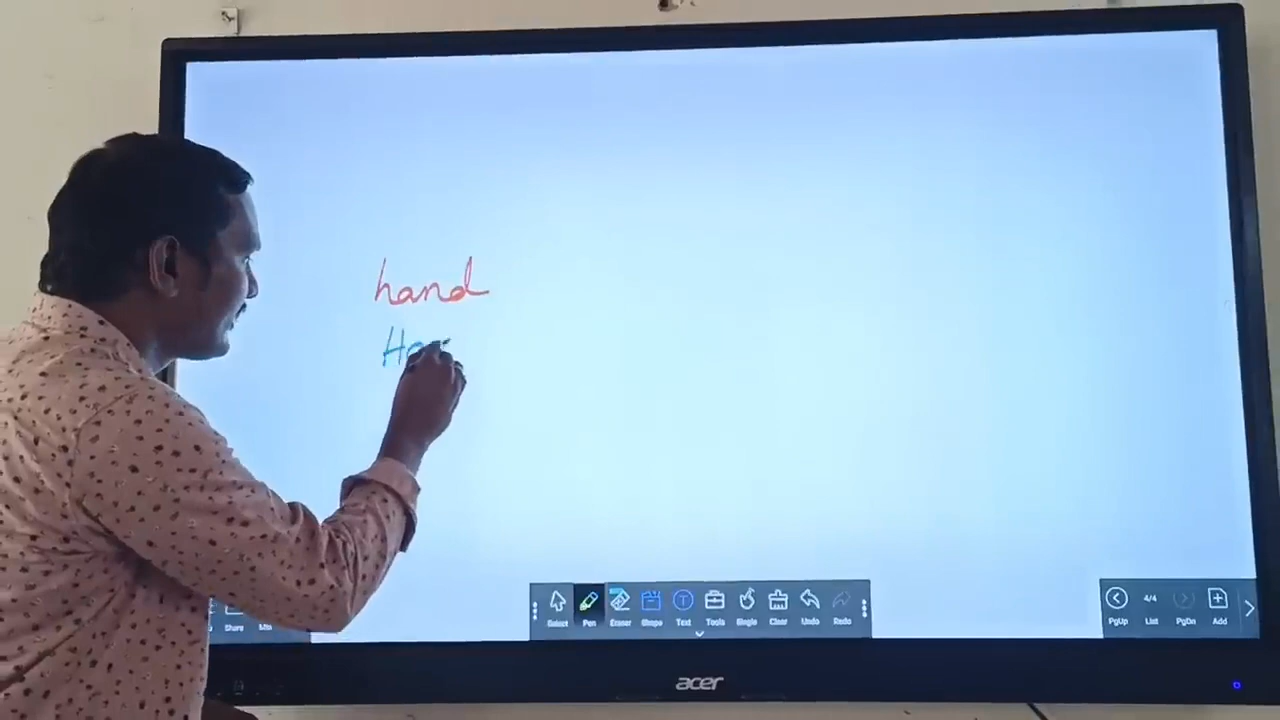 hand
Share
Select Pen Eraser Shape Text Tools Single Clear Undo Redo
4/4
PgUp List PgDn Add
acer